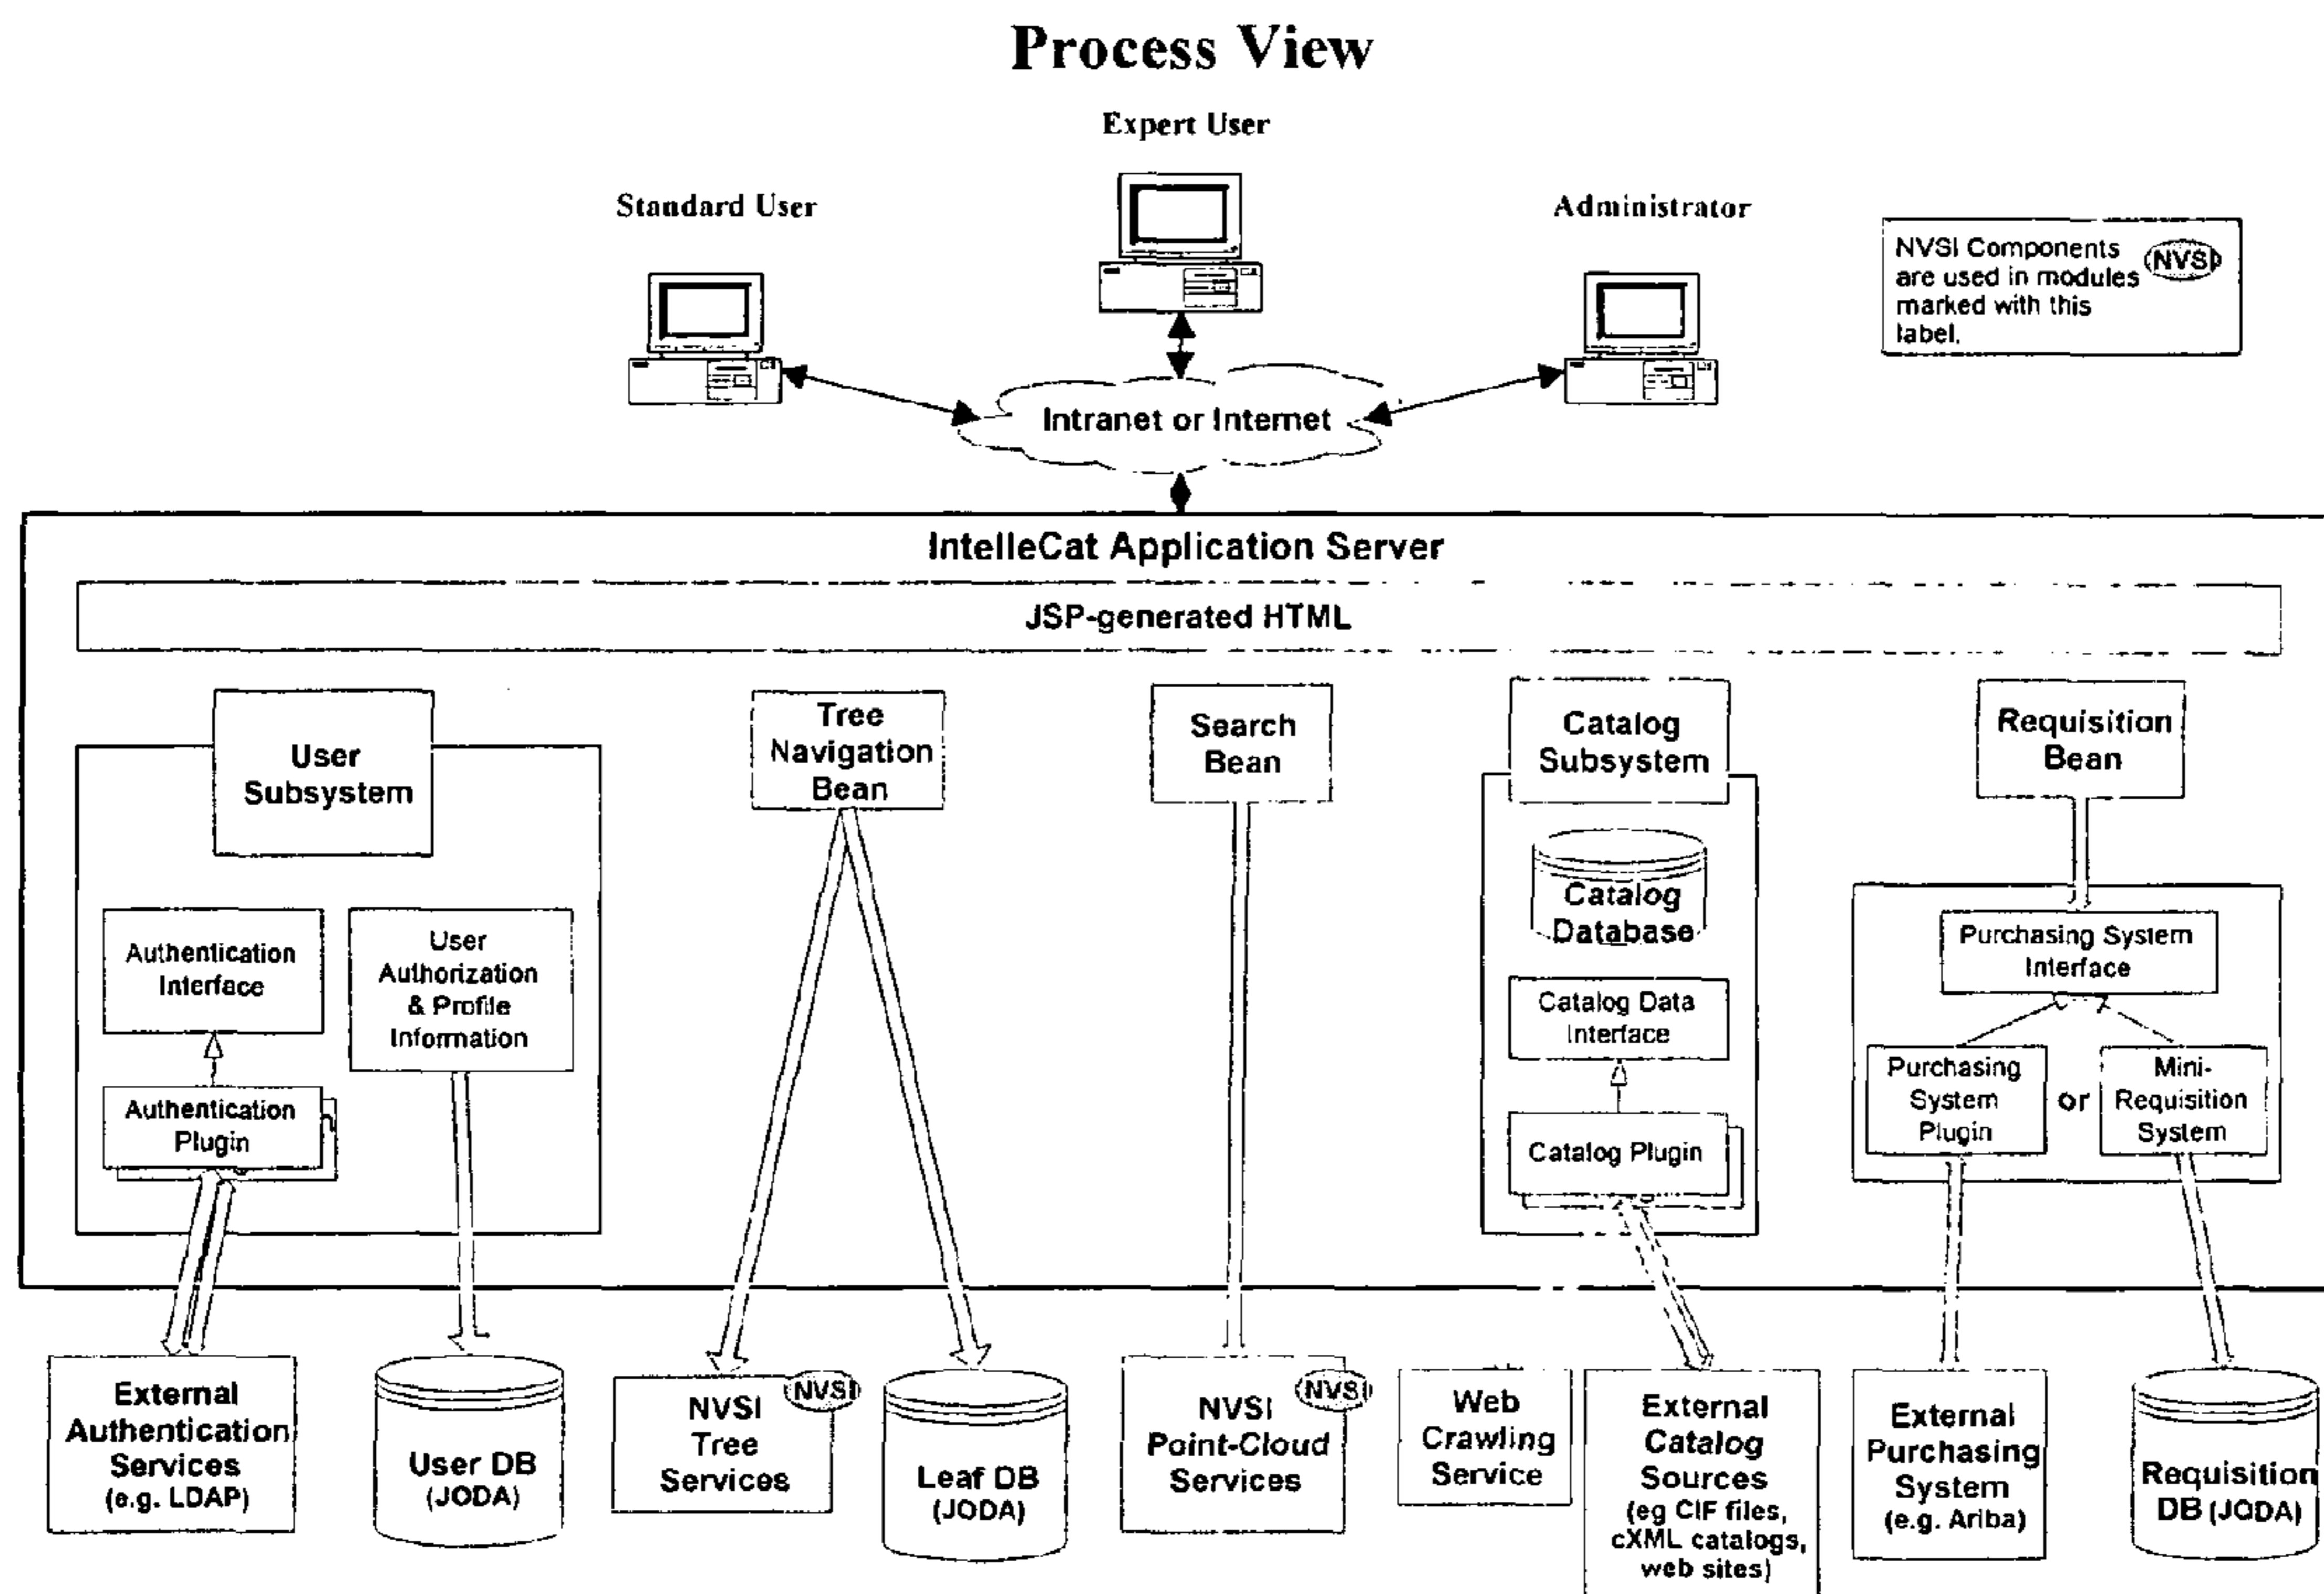 Process View
Expert User
Standard User
Administrator
NVSI Components
are used in modules
marked with this
label.
NVSI
Intranet or Internet
IntelleCat Application Server
JSP-generated HTML
User
Subsystem
Tree
Navigation
Bean
Search
Bean
Catalog
Subsystem
Requisition
Bean
Authentication
Interface
User
Authorization
& Profile
Information
Authentication
Plugin
Catalog
Database
Catalog Data
Interface
Catalog Plugin
Purchasing System
Interface
Purchasing
System
Plugin
or
Mini-
Requisition
System
External
Authentication
Services
(e.g. LDAP)
User DB
(JODA)
NVSI
NVSI
Tree
Services
Leaf DB
(JODA)
NVSI
NVSI
Point-Cloud
Services
Web
Crawling
Service
External
Catalog
Sources
(eg CIF files,
cXML catalogs,
web sites)
External
Purchasing
System
(e.g. Ariba)
Requisition
DB (JODA)